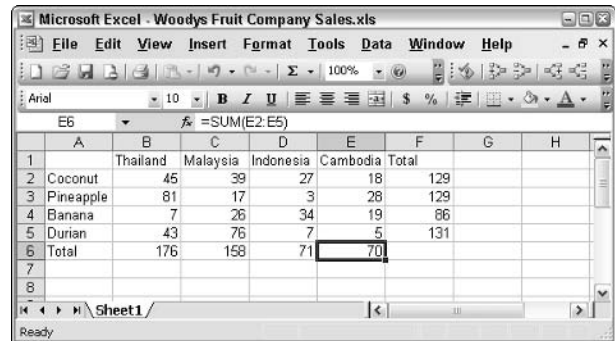 Microsoft Excel - Woodys Fruit Company Sales.xls
File Edit View Insert Format Tools Data Window Help
Σ 100%
Arial 10 B I U $ %
E6 fx =SUM(E2:E5)
A B C D E F G H
1 Thailand Malaysia Indonesia Cambodia Total
2 Coconut 45 39 27 18 129
3 Pineapple 81 17 3 28 129
4 Banana 7 26 34 19 86
5 Durian 43 76 7 5 131
6 Total 176 158 71 70
7
8
Sheet1
Ready